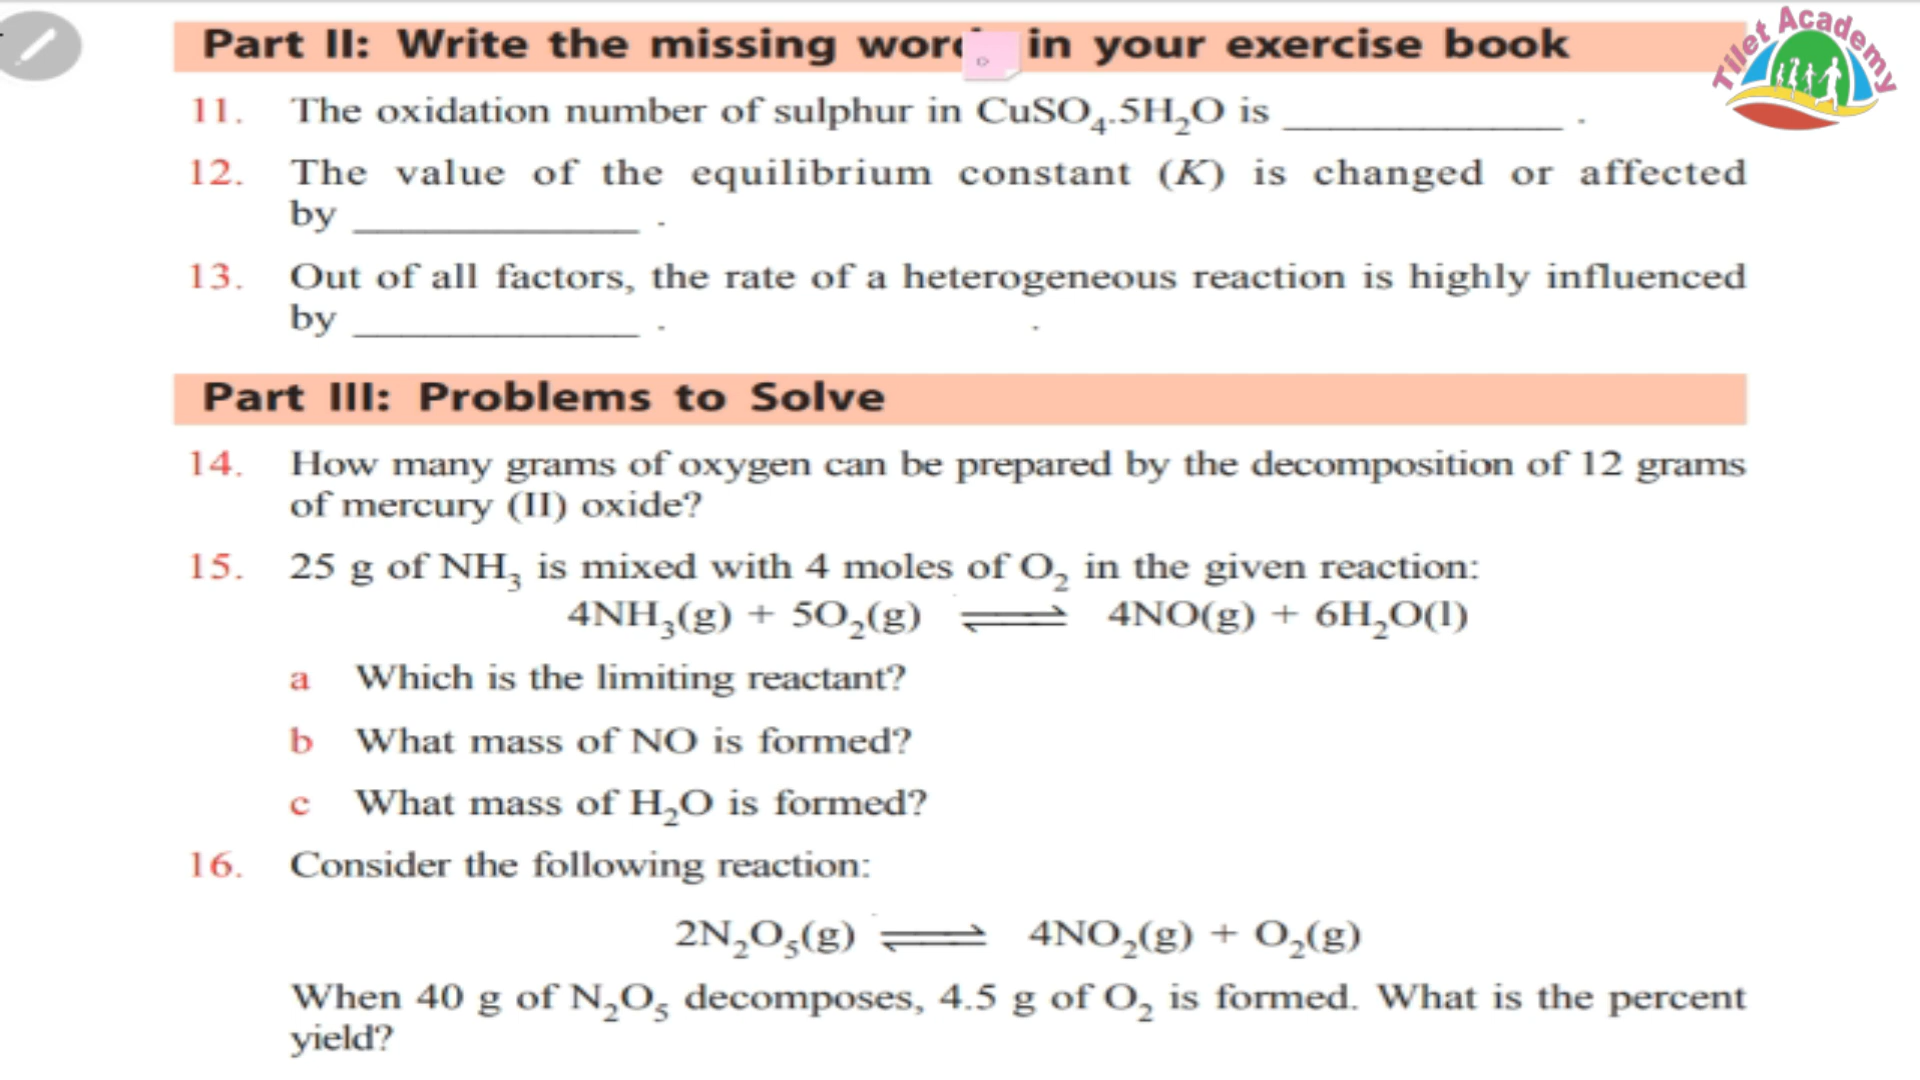 Part II: Write the missing word in your exercise book
Tilet Academy
11. The oxidation number of sulphur in CuSO₄.5H₂O is ____________ .
12. The value of the equilibrium constant (K) is changed or affected
by ____________ .
13. Out of all factors, the rate of a heterogeneous reaction is highly influenced
by ____________ .
Part III: Problems to Solve
14. How many grams of oxygen can be prepared by the decomposition of 12 grams
of mercury (II) oxide?
15. 25 g of NH₃ is mixed with 4 moles of O₂ in the given reaction:
4NH₃(g) + 5O₂(g) ⇌ 4NO(g) + 6H₂O(l)
a Which is the limiting reactant?
b What mass of NO is formed?
c What mass of H₂O is formed?
16. Consider the following reaction:
2N₂O₅(g) ⇌ 4NO₂(g) + O₂(g)
When 40 g of N₂O₅ decomposes, 4.5 g of O₂ is formed. What is the percent
yield?